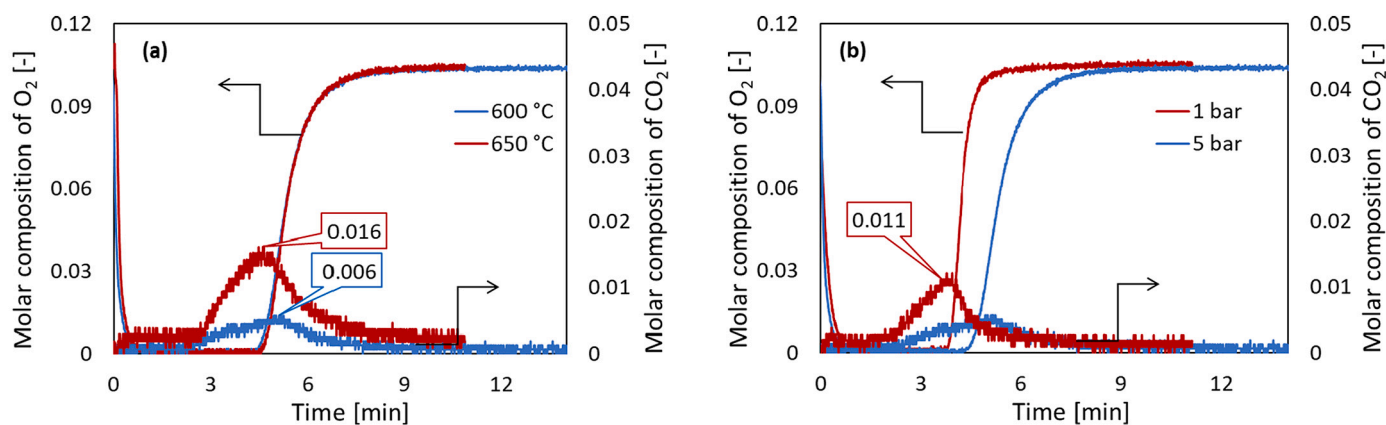 (a)
Molar composition of O2 [-]
0.12
0.09
0.06
0.03
0
0.05
0.04
0.03
0.02
0.01
0
Molar composition of CO2 [-]
600 °C
650 °C
0.016
0.006
0 3 6 9 12
Time [min]
(b)
Molar composition of O2 [-]
0.12
0.09
0.06
0.03
0
0.05
0.04
0.03
0.02
0.01
0
Molar composition of CO2 [-]
1 bar
5 bar
0.011
0 3 6 9 12
Time [min]